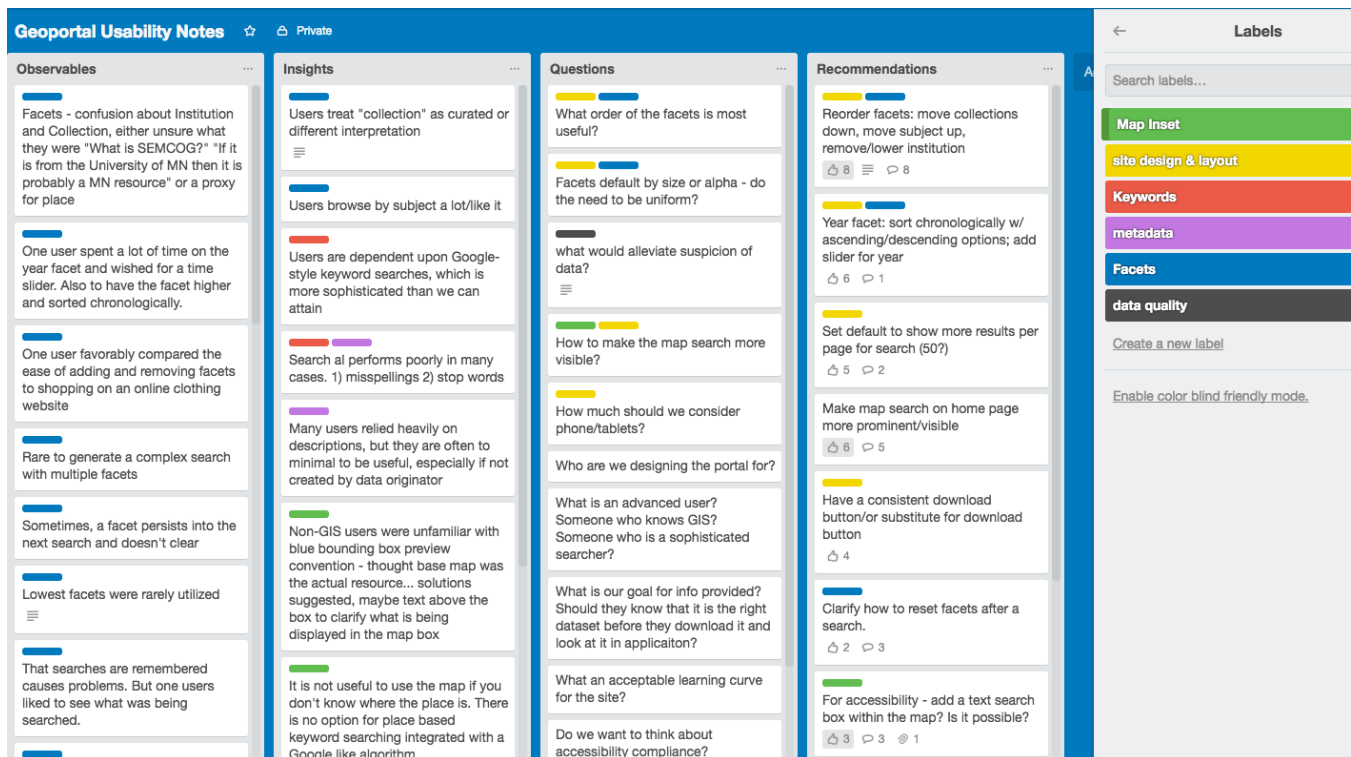 Geoportal Usability Notes
Private
Observables
Facets - confusion about Institution
and Collection, either unsure what
they were "What is SEMCOG?" "If it
is from the University of MN then it is
probably a MN resource" or a proxy
for place
One user spent a lot of time on the
year facet and wished for a time
slider. Also to have the facet higher
and sorted chronologically.
One user favorably compared the
ease of adding and removing facets
to shopping on an online clothing
website
Rare to generate a complex search
with multiple facets
Sometimes, a facet persists into the
next search and doesn't clear
Lowest facets were rarely utilized
That searches are remembered
causes problems. But one users
liked to see what was being
searched.
Insights
Users treat "collection" as curated or
different interpretation
Users browse by subject a lot/like it
Users are dependent upon Google-
style keyword searches, which is
more sophisticated than we can
attain
Search al performs poorly in many
cases. 1) misspellings 2) stop words
Many users relied heavily on
descriptions, but they are often to
minimal to be useful, especially if not
created by data originator
Non-GIS users were unfamiliar with
blue bounding box preview
convention - thought base map was
the actual resource... solutions
suggested, maybe text above the
box to clarify what is being
displayed in the map box
It is not useful to use the map if you
don't know where the place is. There
is no option for place based
keyword searching integrated with a
Google like algorithm
Questions
What order of the facets is most
useful?
Facets default by size or alpha - do
the need to be uniform?
what would alleviate suspicion of
data?
How to make the map search more
visible?
How much should we consider
phone/tablets?
Who are we designing the portal for?
What is an advanced user?
Someone who knows GIS?
Someone who is a sophisticated
searcher?
What is our goal for info provided?
Should they know that it is the right
dataset before they download it and
look at it in applicaiton?
What an acceptable learning curve
for the site?
Do we want to think about
accessibility compliance?
Recommendations
Reorder facets: move collections
down, move subject up,
remove/lower institution
8 8
Year facet: sort chronologically w/
ascending/descending options; add
slider for year
6 1
Set default to show more results per
page for search (50?)
5 2
Make map search on home page
more prominent/visible
6 5
Have a consistent download
button/or substitute for download
button
4
Clarify how to reset facets after a
search.
2 3
For accessibility - add a text search
box within the map? Is it possible?
3 3 1
Labels
Search labels...
Map Inset
site design & layout
Keywords
metadata
Facets
data quality
Create a new label
Enable color blind friendly mode.